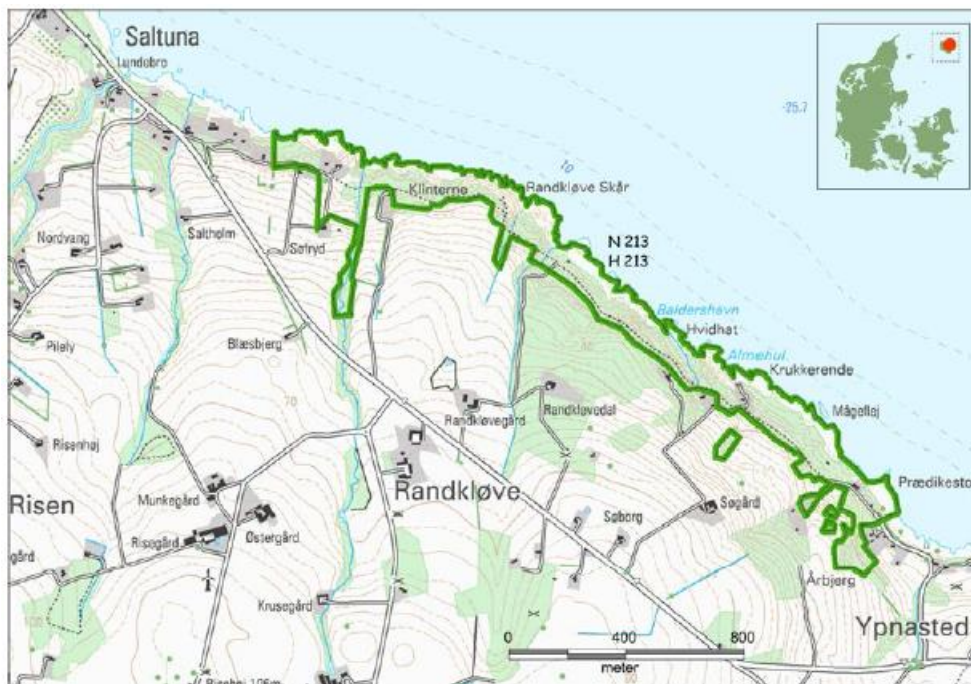 Saltuna
Lundebro
-25,7
10
Klinterne
Randkløve Skår
N 213
H 213
Nordvang
Saltholm
Søfryd
Baldershavn
Hvidhat
Almehul
Krukkerende
Pilely
Blæsbjerg
70
Mågeløj
Randkløvegård
Randkløvedal
Risenhøj
Prædikesto
Risen
Munkegård
Randkløve
Søgård
Søborg
Risegård
Østergård
gård
Årbjerg
Krusegård
Ypnasted
0 400 800
meter